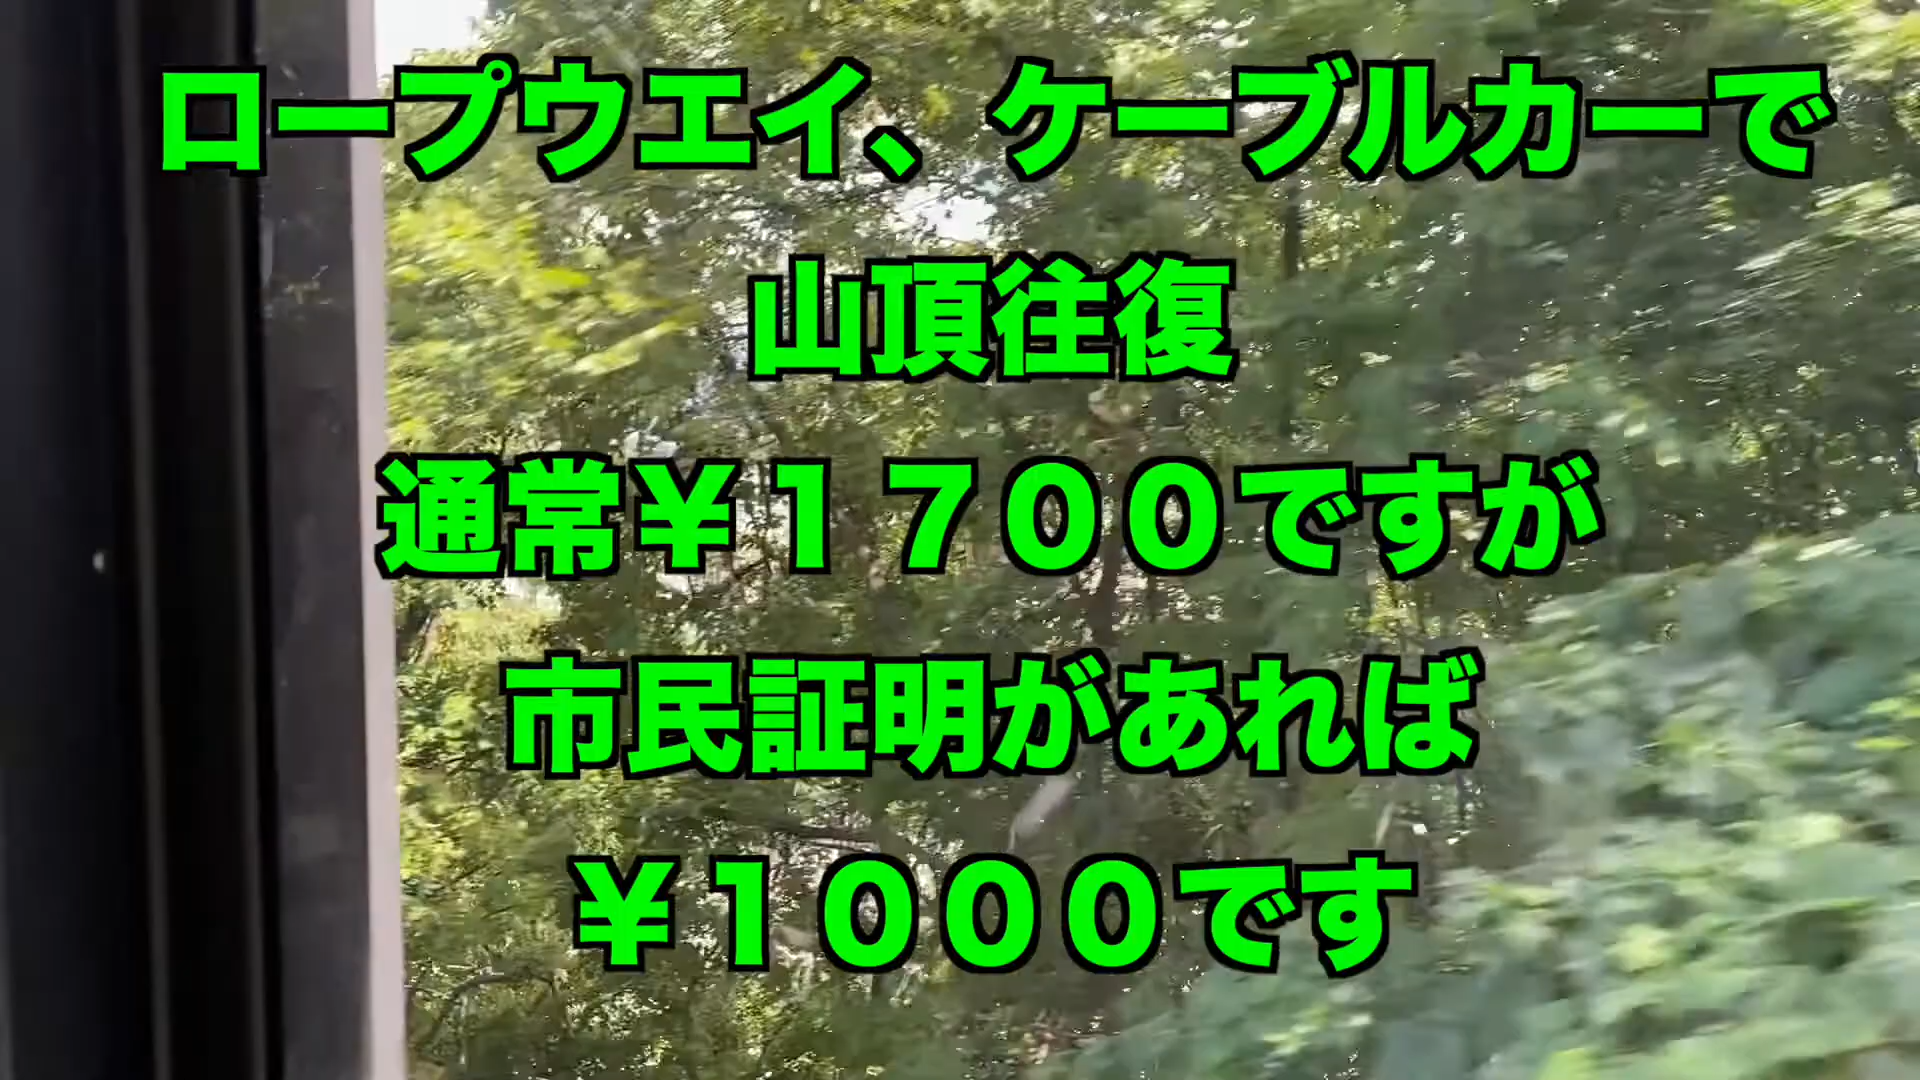 ロープウエイ、ケーブルカーで
山頂往復
通常￥１７００ですが
市民証明があれば
￥１０００です